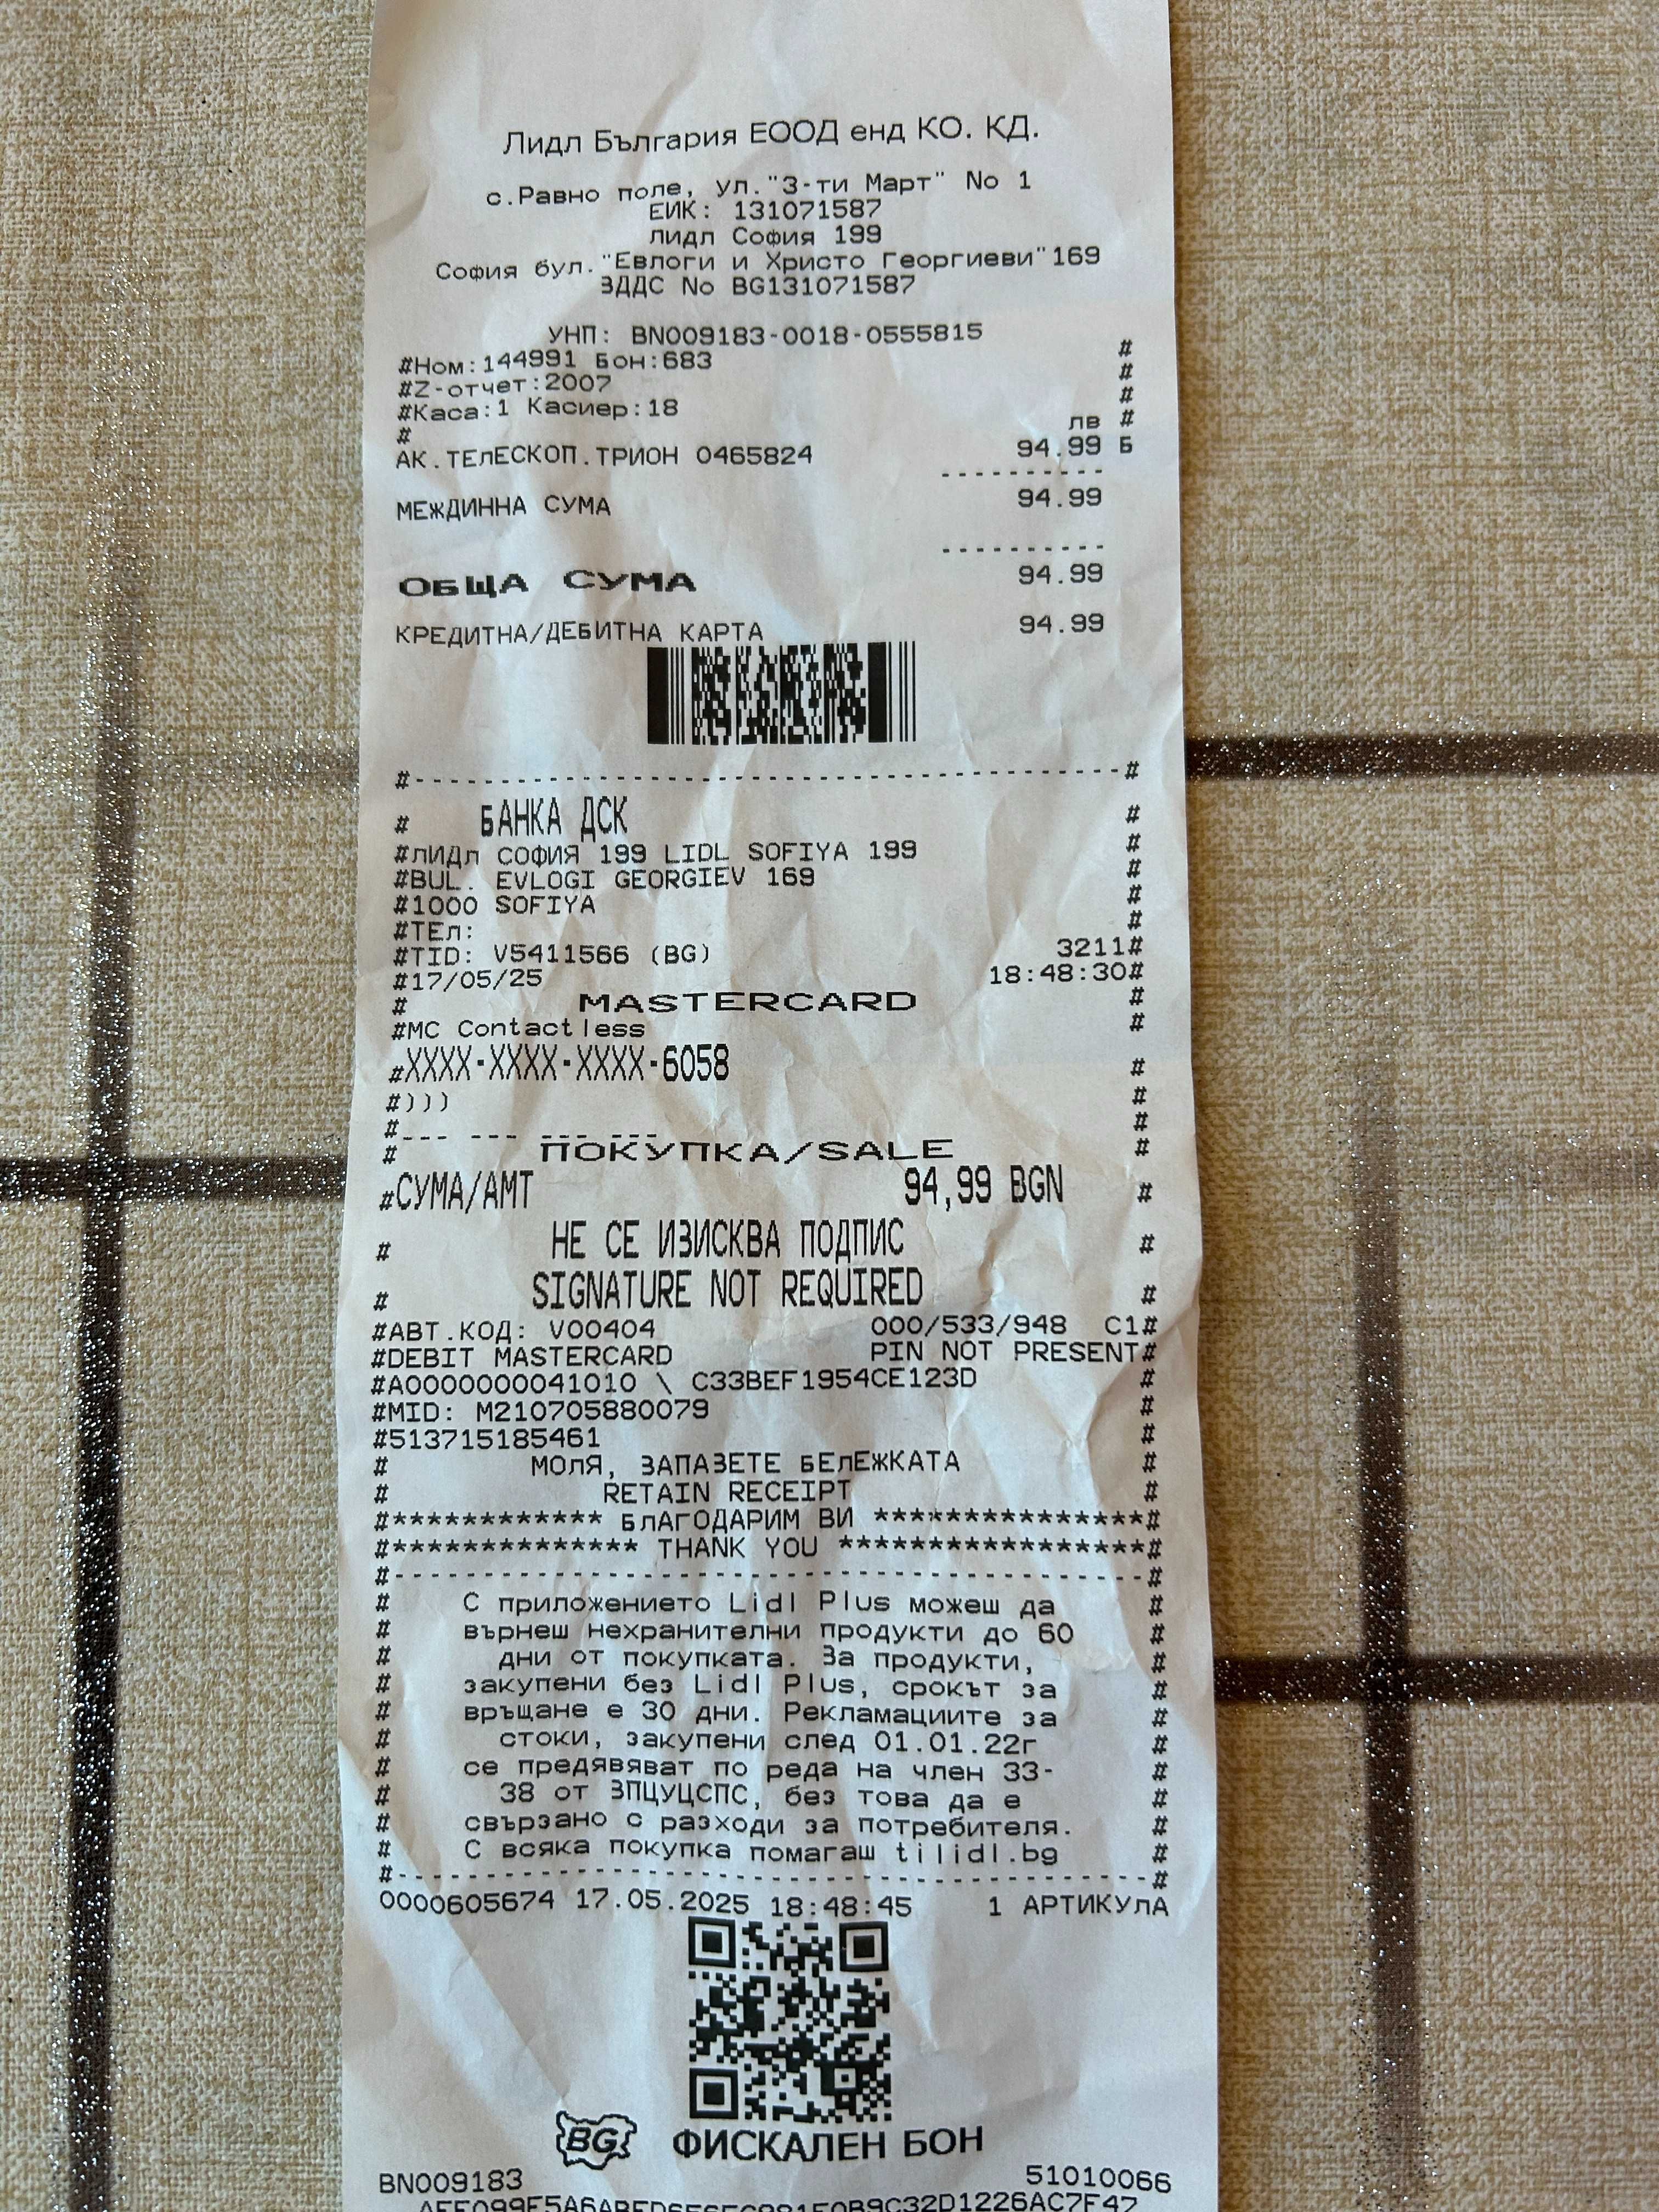 Лидл България ЕООД енд КО. КД.
с.Равно поле, ул."3-ти Март" No 1
ЕИК: 131071587
лидл София 199
София бул."Евлоги и Христо Георгиеви"169
ЗДДС No BG131071587
УНП: BN009183-0018-0555815
#Ном:144991 Бон:683 #
#Z-отчет:2007 #
#Каса:1 Касиер:18 #
# лв #
АК.ТЕЛЕСКОП.ТРИОН 0465824 94.99 Б
----------
МЕЖДИННА СУМА 94.99
----------
ОБЩА СУМА 94.99
КРЕДИТНА/ДЕБИТНА КАРТА 94.99
#----------------------------------------#
# БАНКА ДСК #
#ЛИДЛ СОФИЯ 199 LIDL SOFIYA 199 #
#BUL. EVLOGI GEORGIEV 169 #
#1000 SOFIYA #
#ТЕЛ: #
#TID: V5411566 (BG) 3211#
#17/05/25 18:48:30#
# MASTERCARD #
#MC Contactless #
#XXXX-XXXX-XXXX-6058 #
#))) #
#--- --- --- --- #
# ПОКУПКА/SALE #
#СУМА/AMT 94,99 BGN #
# НЕ СЕ ИЗИСКВА ПОДПИС #
# SIGNATURE NOT REQUIRED #
#АВТ.КОД: V00404 000/533/948 C1#
#DEBIT MASTERCARD PIN NOT PRESENT#
#A0000000041010 \ C33BEF1954CE123D #
#MID: M210705880079 #
#513715185461 #
# МОЛЯ, ЗАПАЗЕТЕ БЕЛЕЖКАТА #
# RETAIN RECEIPT #
#************ БЛАГОДАРИМ ВИ ***************#
#************** THANK YOU *****************#
#----------------------------------------#
# С приложението Lidl Plus можеш да #
# върнеш нехранителни продукти до 60 #
# дни от покупката. За продукти, #
# закупени без Lidl Plus, срокът за #
# връщане е 30 дни. Рекламациите за #
# стоки, закупени след 01.01.22г #
# се предявяват по реда на член 33- #
# 38 от ЗПЦУЦСПС, без това да е #
# свързано с разходи за потребителя. #
# С всяка покупка помагаш tilidl.bg #
#----------------------------------------#
0000605674 17.05.2025 18:48:45 1 АРТИКУЛА
BG ФИСКАЛЕН БОН
BN009183 51010066